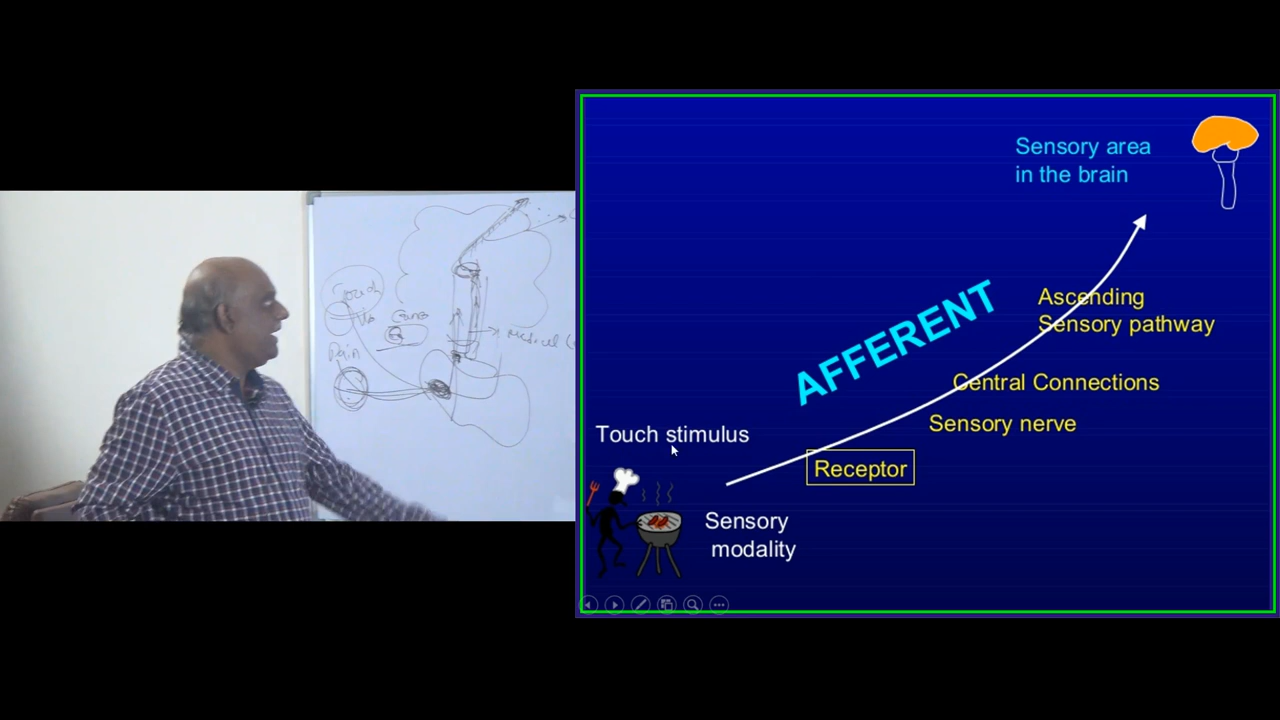 Pain
Sensory area
in the brain
AFFERENT
Ascending
Sensory pathway
Central Connections
Sensory nerve
Touch stimulus
Receptor
Sensory
modality